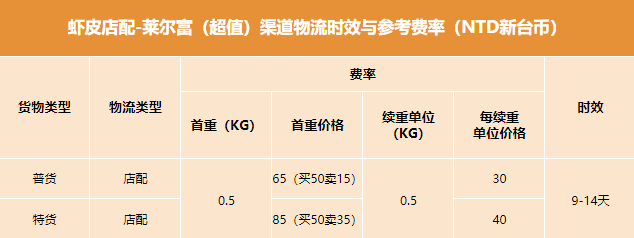 虾皮店配-莱尔富（超值）渠道物流时效与参考费率（NTD新台币）
货物类型 物流类型 费率 时效
首重（KG） 首重价格 续重单位（KG） 每续重单位价格
普货 店配 0.5 65（买50卖15） 0.5 30 9-14天
特货 店配 85（买50卖35） 40